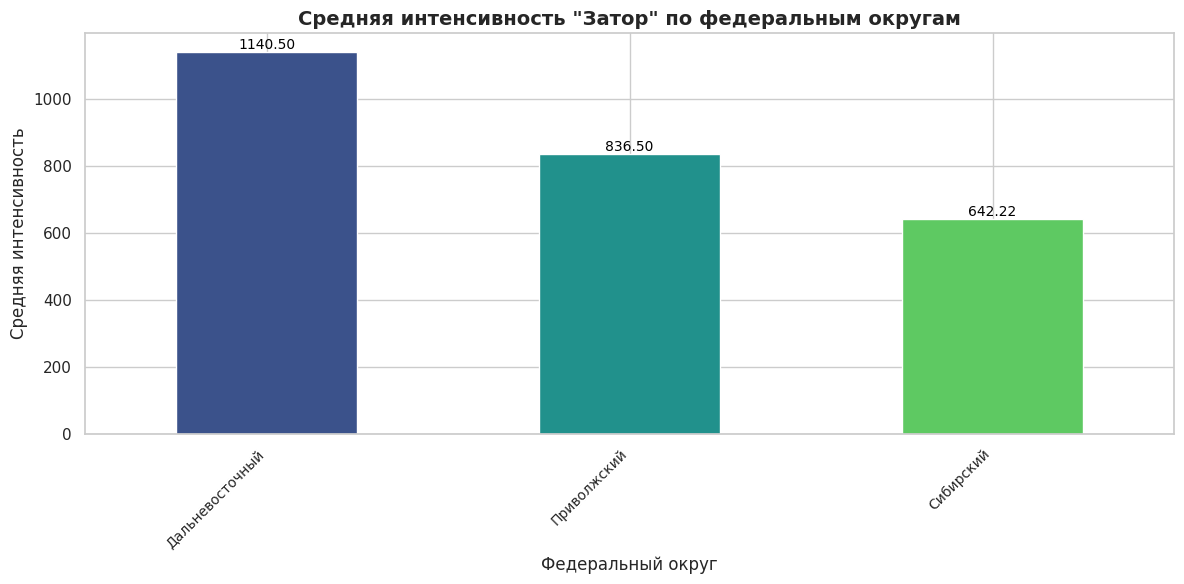 Средняя интенсивность "Затор" по федеральным округам
1140.50
836.50
642.22
Средняя интенсивность
1000
800
600
400
200
0
Дальневосточный
Приволжский
Сибирский
Федеральный округ